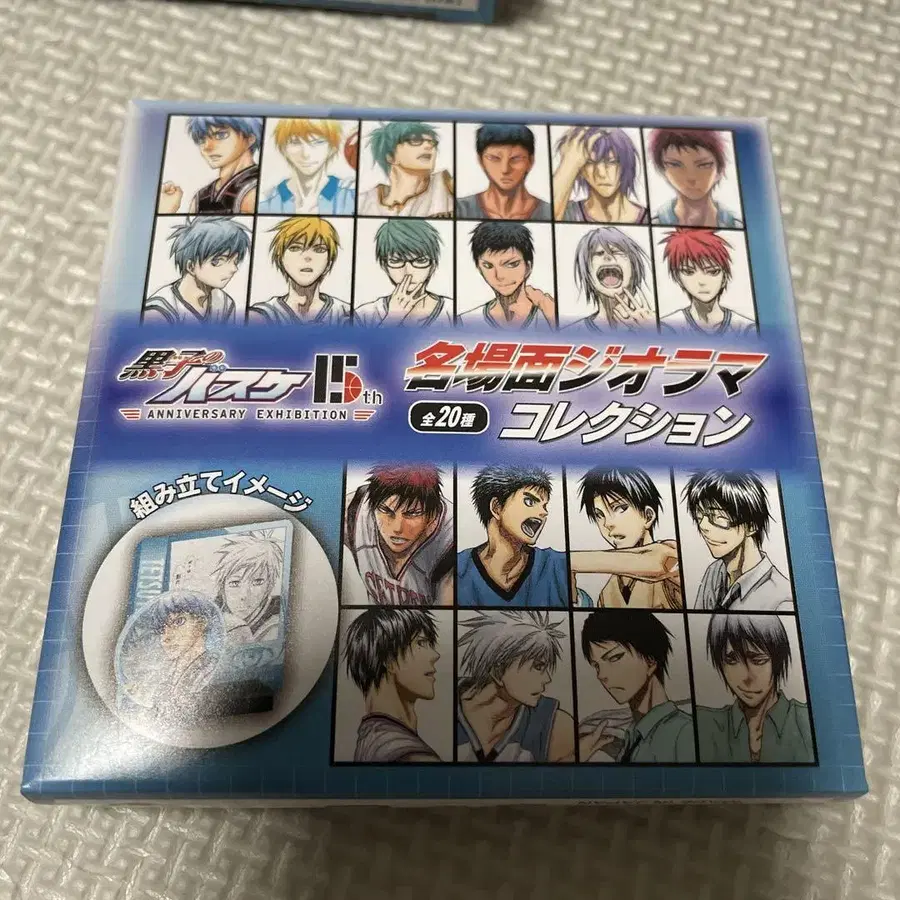 黒子の
バスケ 15th
ANNIVERSARY EXHIBITION
名場面ジオラマ
全20種 コレクション
組み立てイメージ